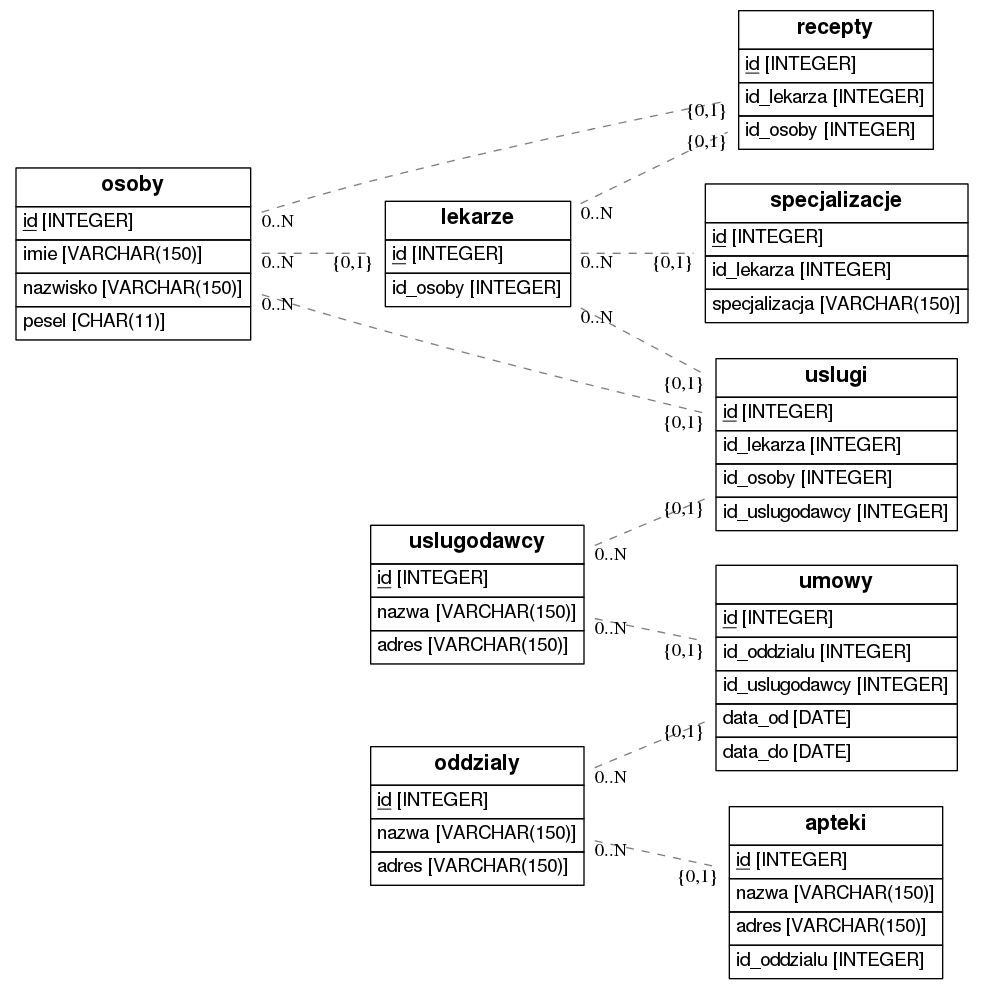 recepty
id [INTEGER]
id_lekarza [INTEGER]
id_osoby [INTEGER]
{0,1}
{0,1}
osoby
id [INTEGER]
imie [VARCHAR(150)]
nazwisko [VARCHAR(150)]
pesel [CHAR(11)]
0..N
0..N
0..N
{0,1}
lekarze
id [INTEGER]
id_osoby [INTEGER]
0..N
0..N
0..N
{0,1}
specjalizacje
id [INTEGER]
id_lekarza [INTEGER]
specjalizacja [VARCHAR(150)]
{0,1}
{0,1}
{0,1}
uslugi
id [INTEGER]
id_lekarza [INTEGER]
id_osoby [INTEGER]
id_uslugodawcy [INTEGER]
uslugodawcy
id [INTEGER]
nazwa [VARCHAR(150)]
adres [VARCHAR(150)]
0..N
0..N
{0,1}
umowy
id [INTEGER]
id_oddzialu [INTEGER]
id_uslugodawcy [INTEGER]
data_od [DATE]
data_do [DATE]
{0,1}
oddzialy
id [INTEGER]
nazwa [VARCHAR(150)]
adres [VARCHAR(150)]
0..N
0..N
{0,1}
apteki
id [INTEGER]
nazwa [VARCHAR(150)]
adres [VARCHAR(150)]
id_oddzialu [INTEGER]